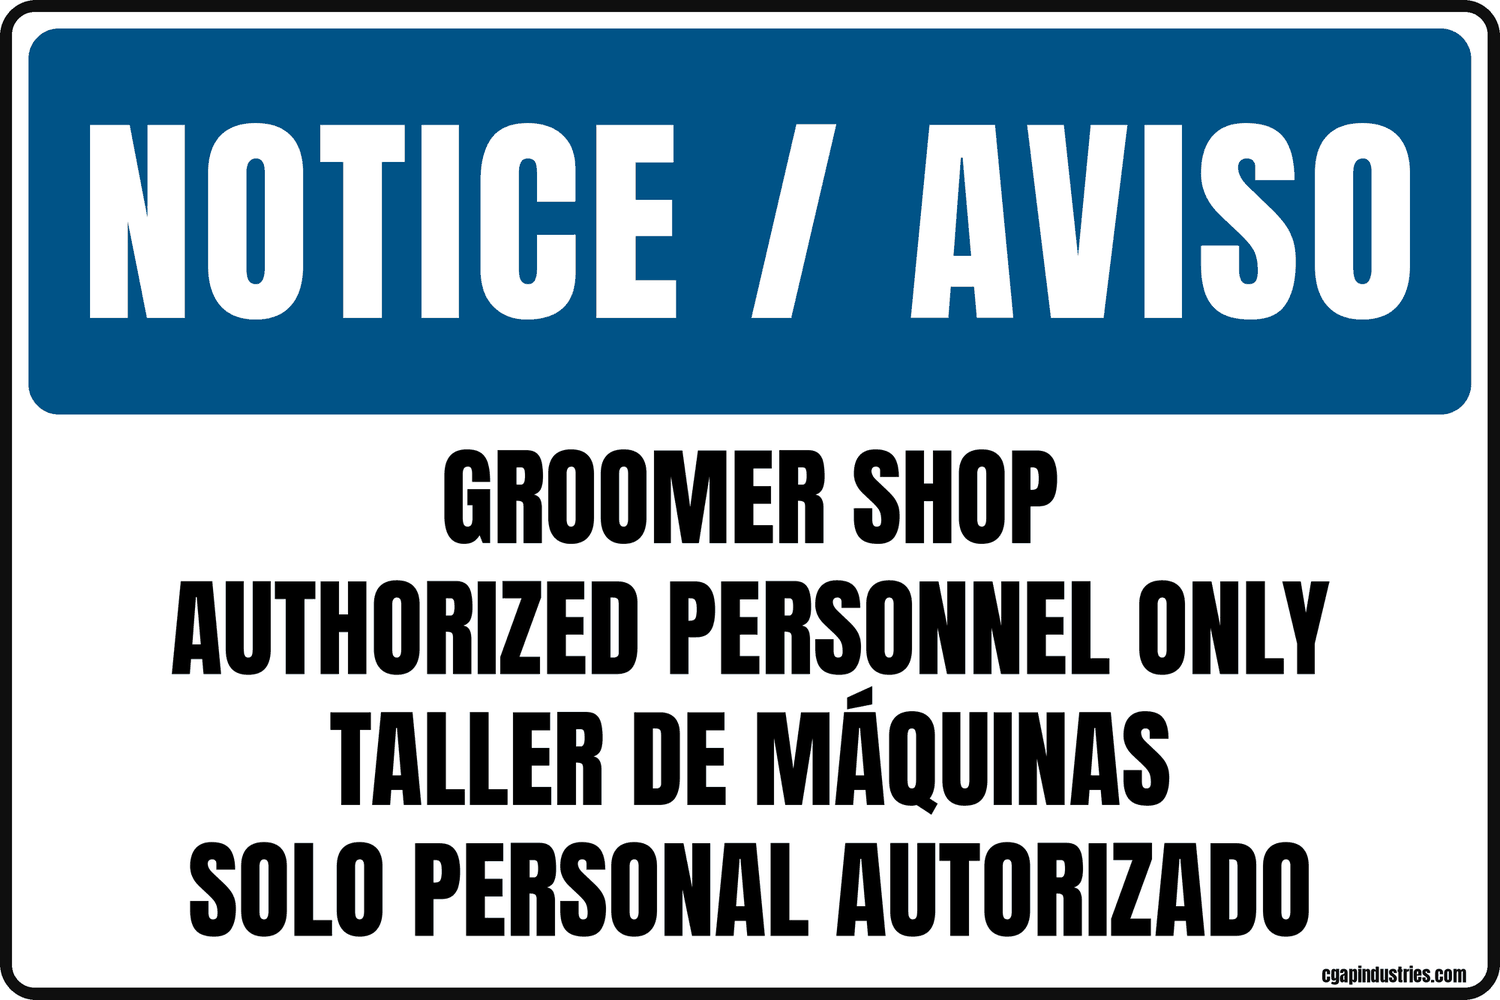 NOTICE / AVISO
GROOMER SHOP
AUTHORIZED PERSONNEL ONLY
TALLER DE MÁQUINAS
SOLO PERSONAL AUTORIZADO
cgapindustries.com